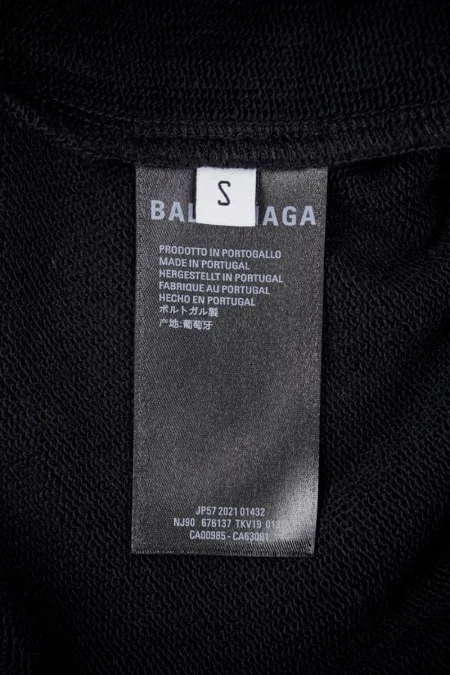 S
BAL NIAGA
PRODOTTO IN PORTOGALLO
MADE IN PORTUGAL
HERGESTELLT IN PORTUGAL
FABRIQUE AU PORTUGAL
HECHO EN PORTUGAL
ポルトガル製
产地:葡萄牙
JP57 2021 01432
NJ90 676137 TKV19
CA00985 - CA63081